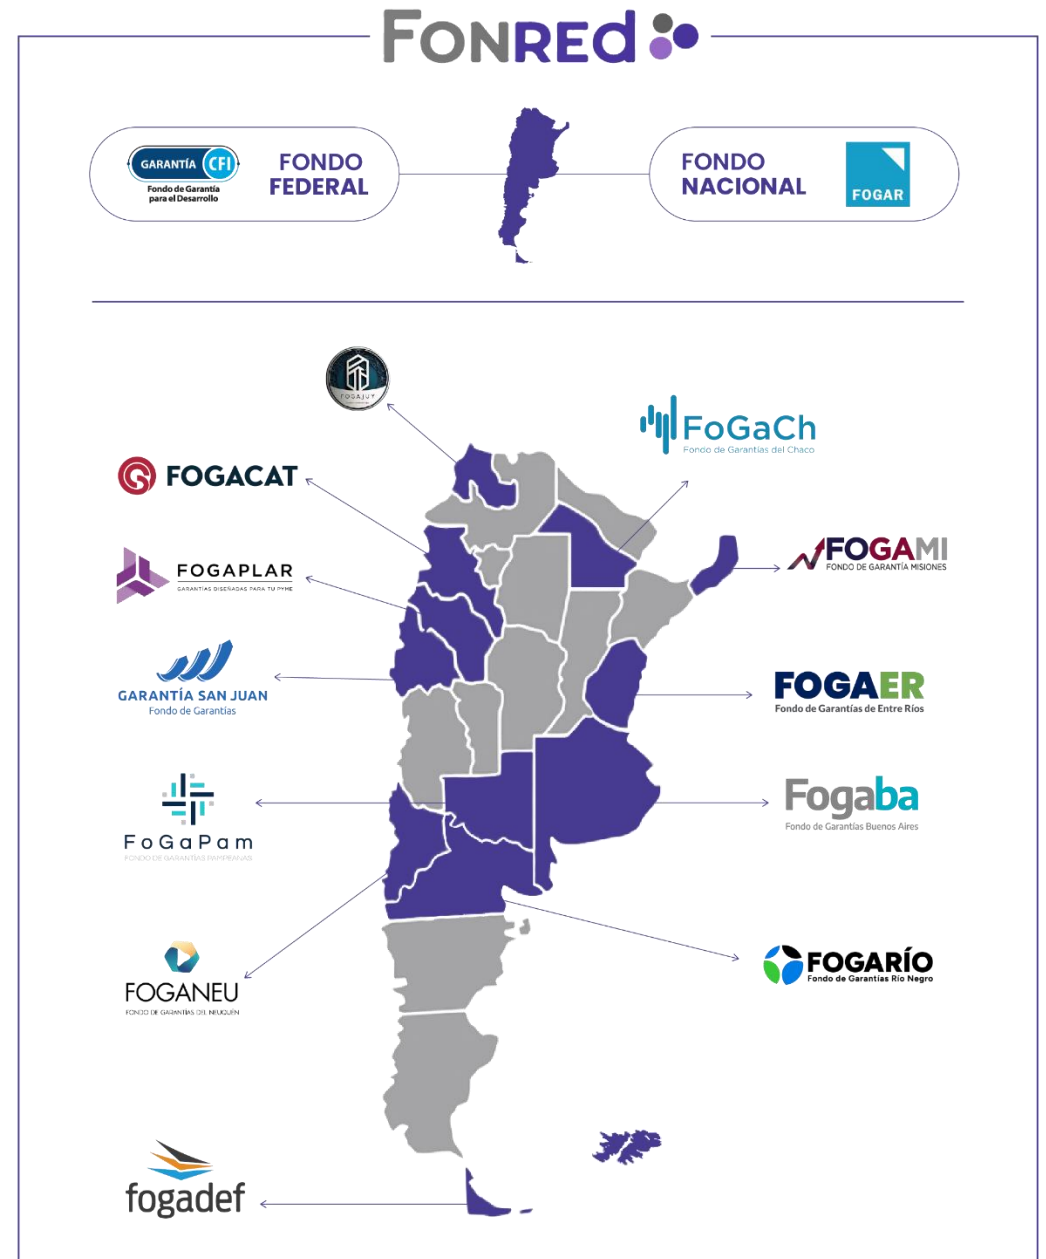 FONREd
GARANTÍA CFI
Fondo de Garantía
para el Desarrollo
FONDO
FEDERAL
FONDO
NACIONAL
FOGAR
FOGAJUY
FoGaCh
Fondo de Garantías del Chaco
FOGACAT
FOGAMI
FONDO DE GARANTÍA MISIONES
FOGAPLAR
GARANTÍAS DISEÑADAS PARA TU PYME
GARANTÍA SAN JUAN
Fondo de Garantías
FOGAER
Fondo de Garantías de Entre Ríos
Fogaba
Fondo de Garantías Buenos Aires
FoGaPam
FONDO DE GARANTÍAS PAMPEANAS
FOGANEU
FONDO DE GARANTÍAS DEL NEUQUÉN
FOGARÍO
Fondo de Garantías Río Negro
fogadef